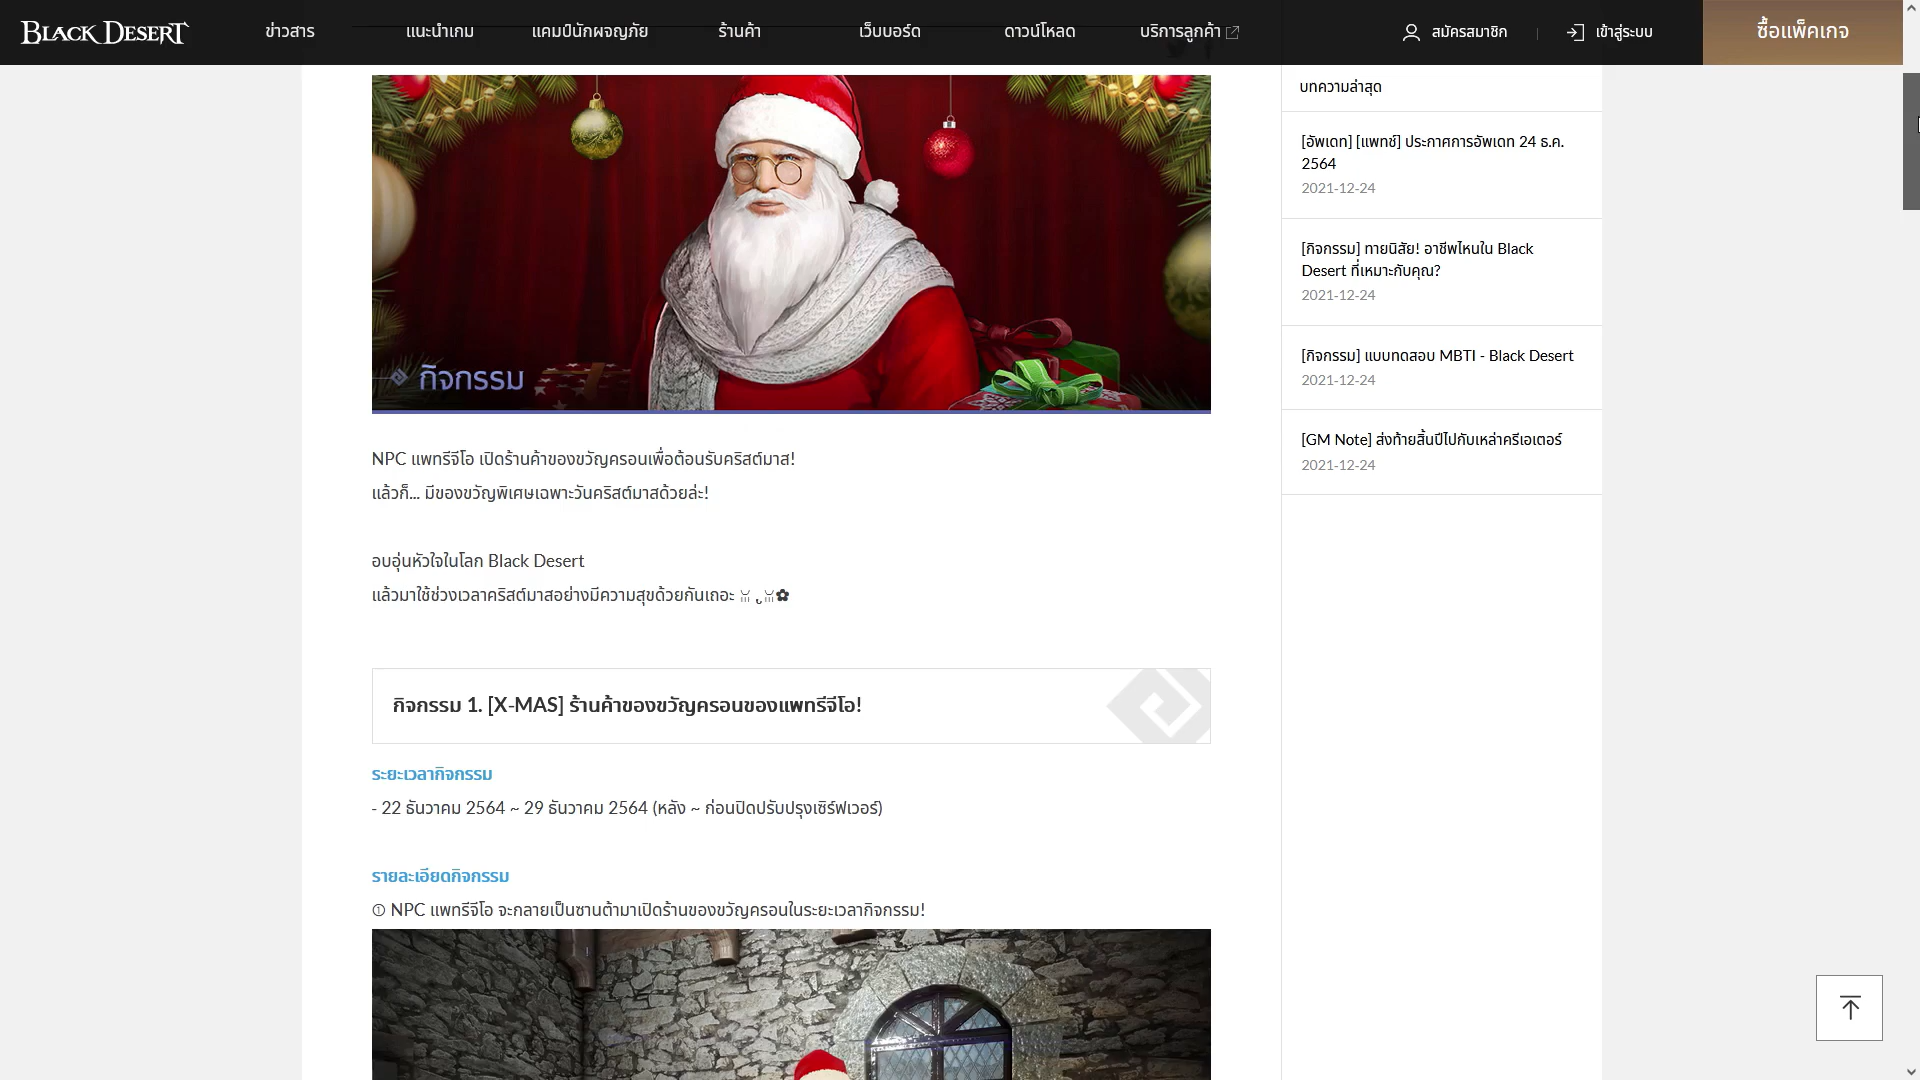 BLACK DESERT
ข่าวสาร
แนะนำเกม
แคมป์นักผจญภัย
ร้านค้า
เว็บบอร์ด
ดาวน์โหลด
บริการลูกค้า
สมัครสมาชิก
เข้าสู่ระบบ
ซื้อแพ็คเกจ
กิจกรรม
NPC แพทรีจีโอ เปิดร้านค้าของขวัญครอนเพื่อต้อนรับคริสต์มาส!
แล้วก็... มีของขวัญพิเศษเฉพาะวันคริสต์มาสด้วยล่ะ!
อบอุ่นหัวใจในโลก Black Desert
แล้วมาใช้ช่วงเวลาคริสต์มาสอย่างมีความสุขด้วยกันเถอะ
กิจกรรม 1. [X-MAS] ร้านค้าของขวัญครอนของแพทรีจีโอ!
ระยะเวลากิจกรรม
- 22 ธันวาคม 2564 ~ 29 ธันวาคม 2564 (หลัง ~ ก่อนปิดปรับปรุงเซิร์ฟเวอร์)
รายละเอียดกิจกรรม
① NPC แพทรีจีโอ จะกลายเป็นซานต้ามาเปิดร้านของขวัญครอนในระยะเวลากิจกรรม!
บทความล่าสุด
[อัพเดท] [แพทช์] ประกาศการอัพเดท 24 ธ.ค.
2564
2021-12-24
[กิจกรรม] ทายนิสัย! อาชีพไหนใน Black
Desert ที่เหมาะกับคุณ?
2021-12-24
[กิจกรรม] แบบทดสอบ MBTI - Black Desert
2021-12-24
[GM Note] ส่งท้ายสิ้นปีไปกับเหล่าครีเอเตอร์
2021-12-24